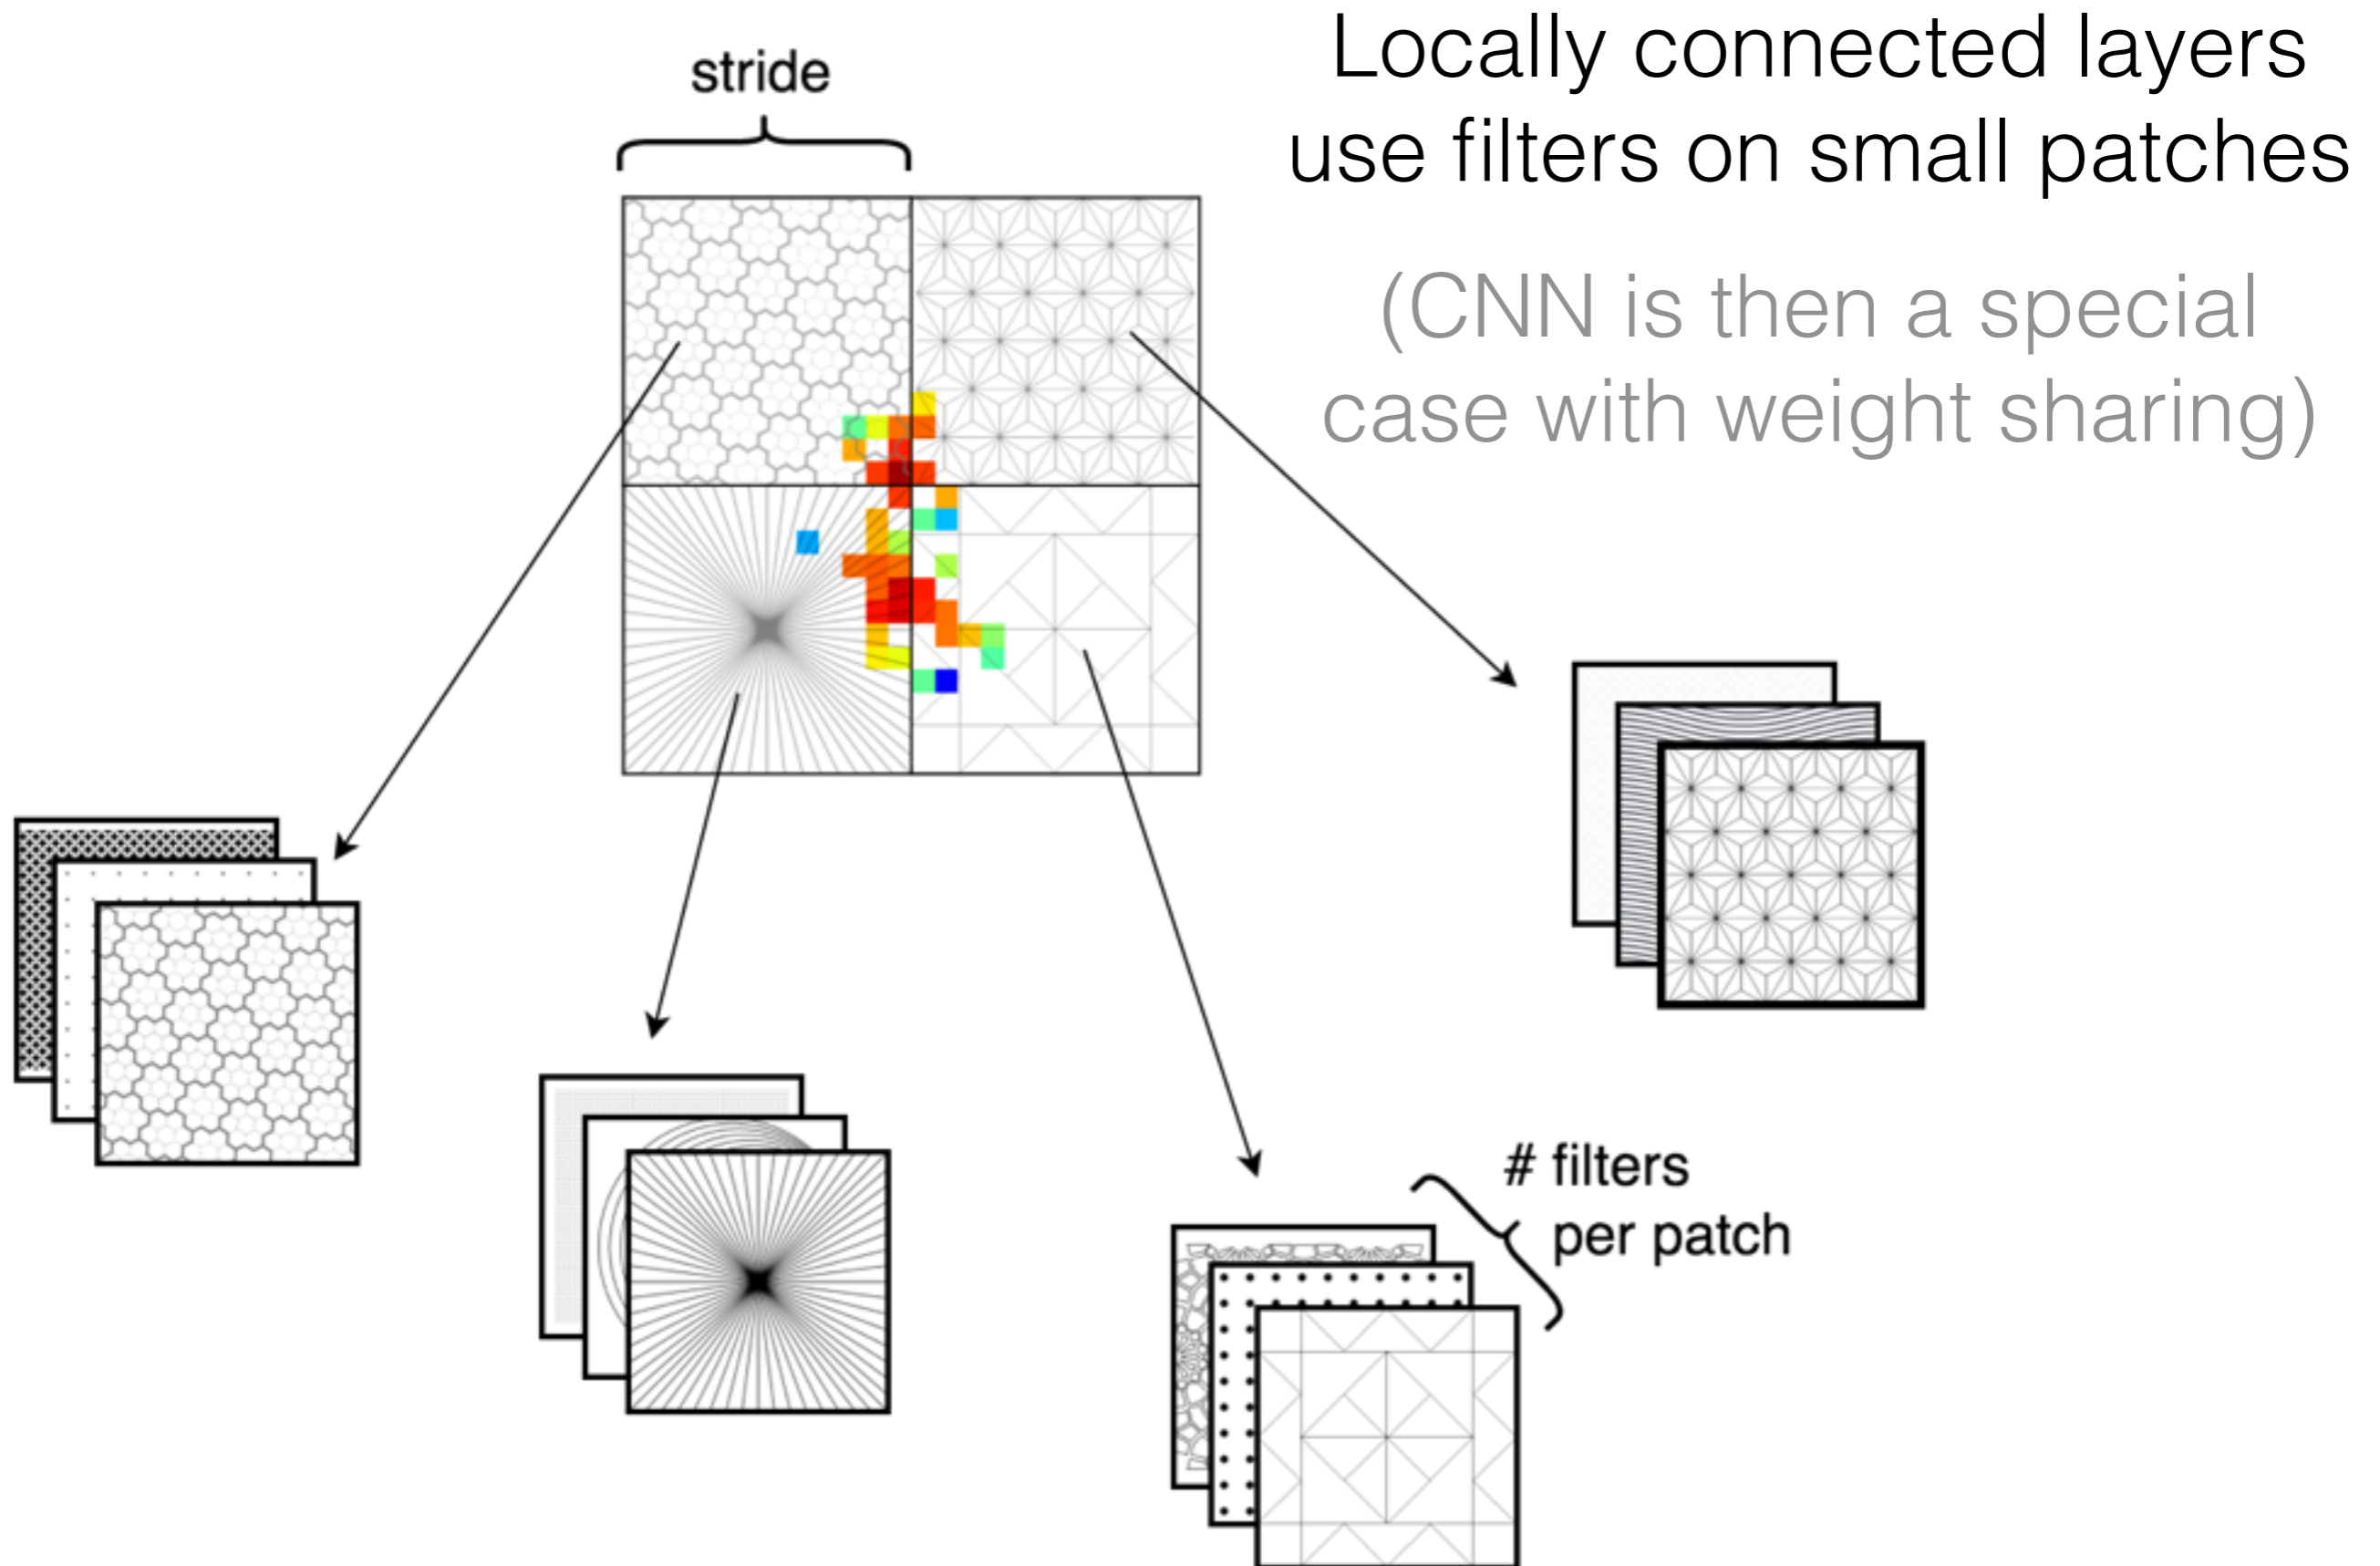 stride
Locally connected layers
use filters on small patches
(CNN is then a special
case with weight sharing)
# filters
per patch